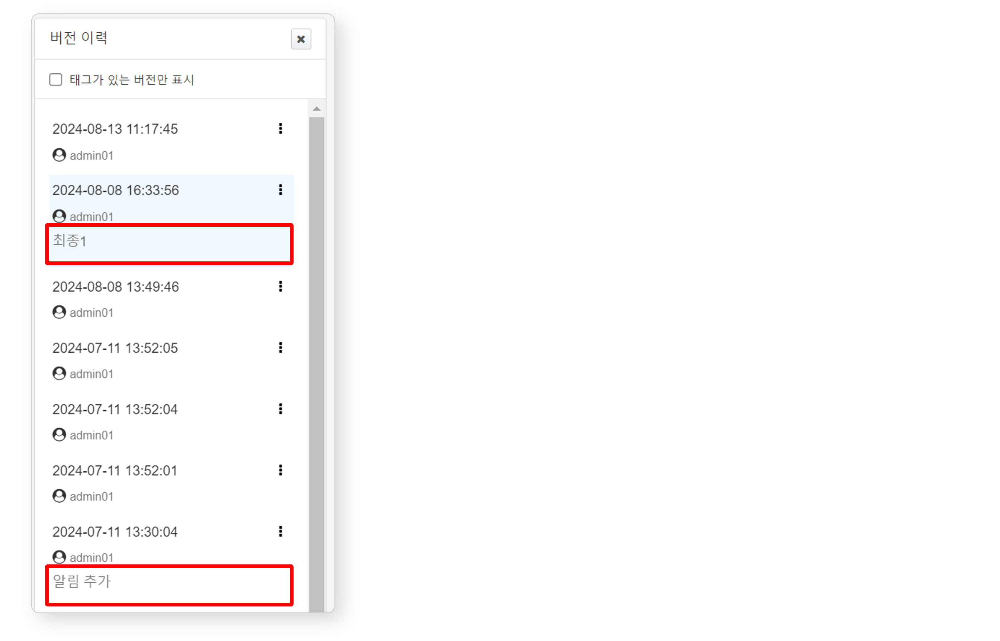 버전 이력
태그가 있는 버전만 표시
2024-08-13 11:17:45
admin01
2024-08-08 16:33:56
admin01
최종1
2024-08-08 13:49:46
admin01
2024-07-11 13:52:05
admin01
2024-07-11 13:52:04
admin01
2024-07-11 13:52:01
admin01
2024-07-11 13:30:04
admin01
알림 추가